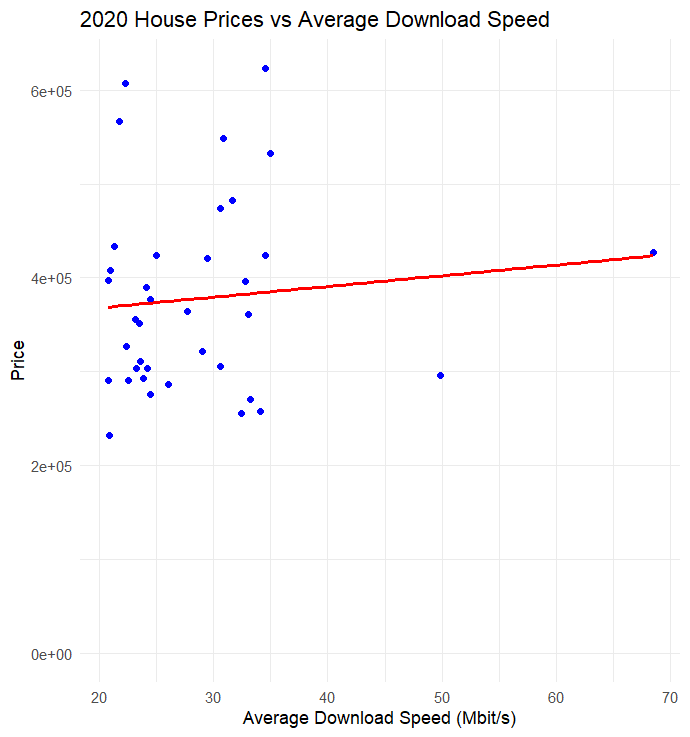 2020 House Prices vs Average Download Speed
6e+05
4e+05
2e+05
0e+00
Price
20 30 40 50 60 70
Average Download Speed (Mbit/s)